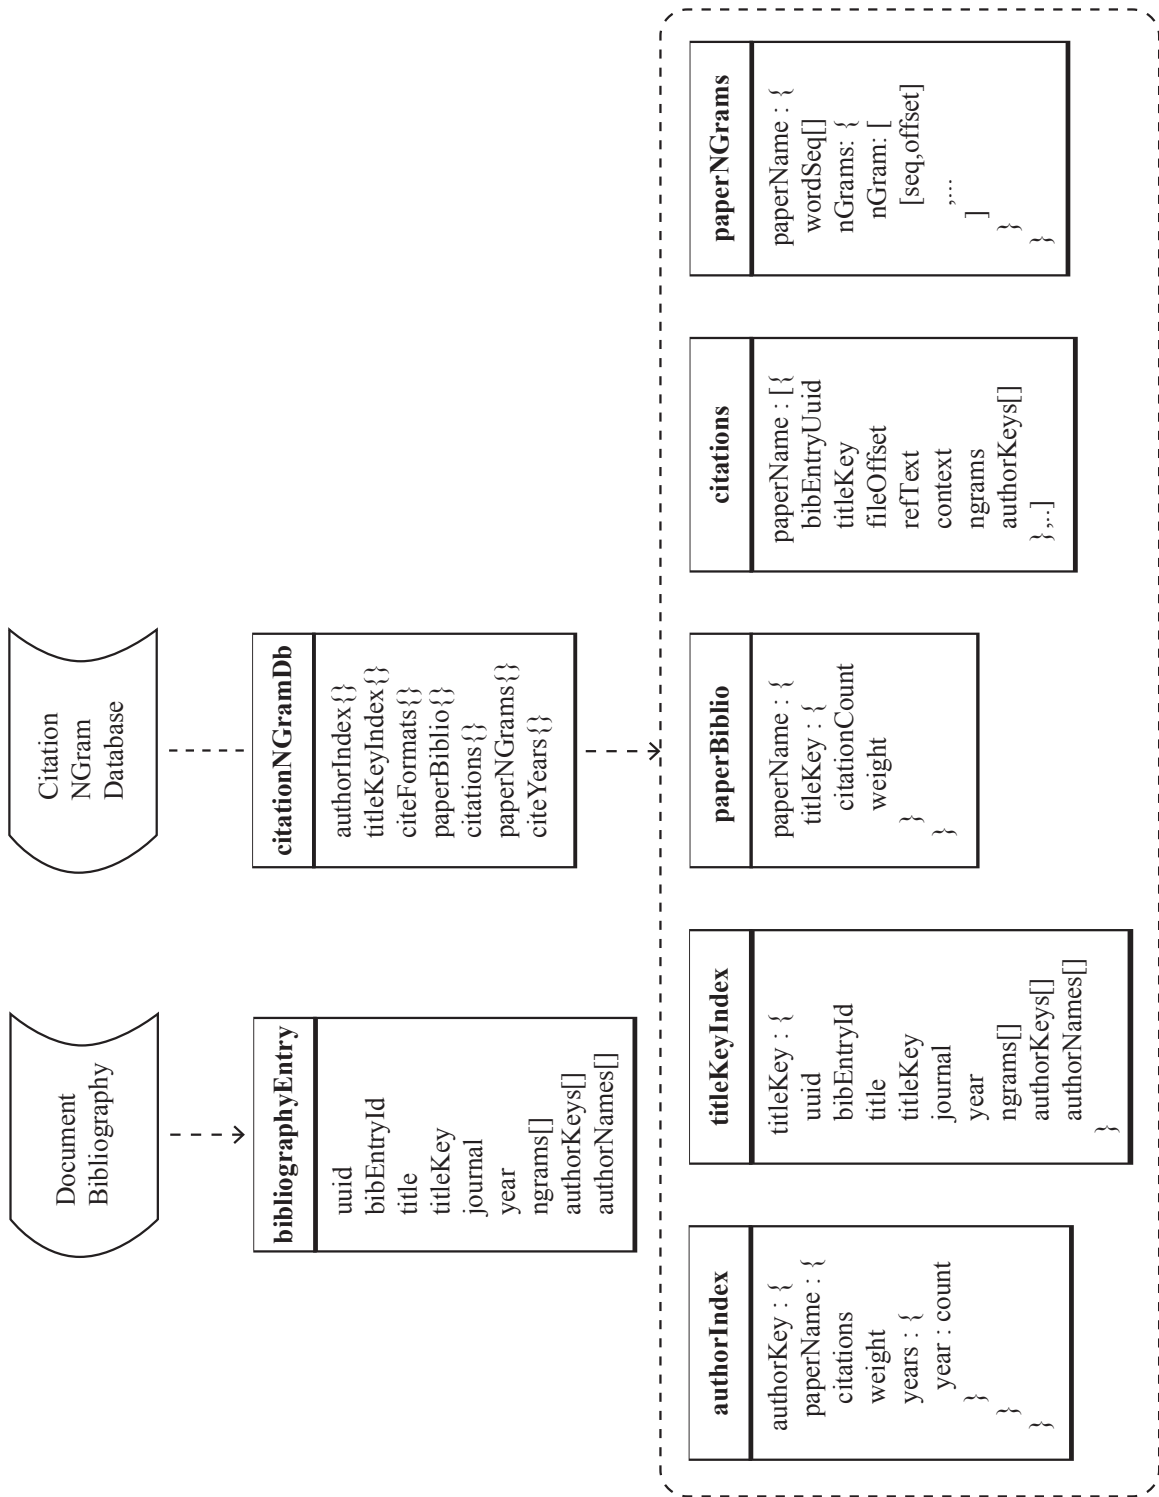 Document
Bibliography
Citation
NGram
Database
bibliographyEntry
uuid
bibEntryId
title
titleKey
journal
year
ngrams[]
authorKeys[]
authorNames[]
citationNGramDb
authorIndex{}
titleKeyIndex{}
citeFormats{}
paperBiblio{}
citations{}
paperNGrams{}
citeYears{}
authorIndex
authorKey : {
paperName : {
citations
weight
years : {
year : count
}
}
}
titleKeyIndex
titleKey : {
uuid
bibEntryId
title
titleKey
journal
year
ngrams[]
authorKeys[]
authorNames[]
}
paperBiblio
paperName : {
titleKey : {
citationCount
weight
}
}
citations
paperName : [{
bibEntryUuid
titleKey
fileOffset
refText
context
ngrams
authorKeys[]
},..]
paperNGrams
paperName : {
wordSeq[]
nGrams: {
nGram: [
[seq,offset]
,...
]
}
}